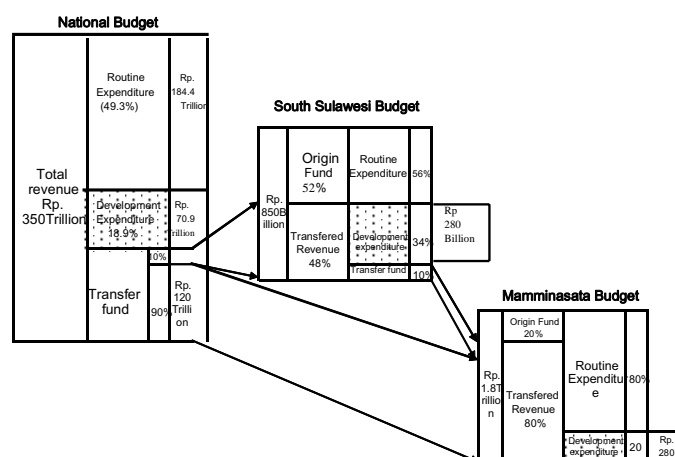 National Budget
Total
revenue
Rp.
350Trillion
Routine
Expenditure
(49.3%)
Rp.
184.4
Trillion
Development
Expenditure
18.9%
Rp.
70.9
Trillion
Transfer
fund
10%
90%
Rp.
120
Trilli
on
South Sulawesi Budget
Rp.
850B
illion
Origin
Fund
52%
Transfered
Revenue
48%
Routine
Expenditure
56%
Development
expenditure
34%
Transfer fund
10%
Rp
280
Billion
Mamminasata Budget
Rp.
1.8T
rillio
n
Origin Fund
20%
Transfered
Revenue
80%
Routine
Expenditu
e
80%
Development
expenditure
20
Rp.
280